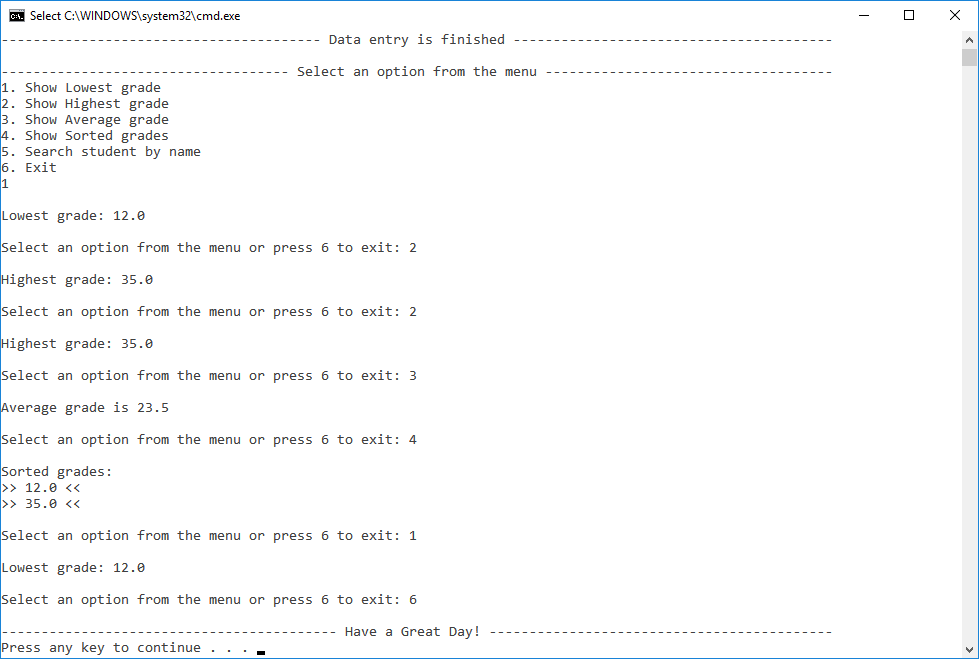 Select C:\WINDOWS\system32\cmd.exe
---------------------------------------- Data entry is finished ----------------------------------------
------------------------------------ Select an option from the menu ------------------------------------
1. Show Lowest grade
2. Show Highest grade
3. Show Average grade
4. Show Sorted grades
5. Search student by name
6. Exit
1
Lowest grade: 12.0
Select an option from the menu or press 6 to exit: 2
Highest grade: 35.0
Select an option from the menu or press 6 to exit: 2
Highest grade: 35.0
Select an option from the menu or press 6 to exit: 3
Average grade is 23.5
Select an option from the menu or press 6 to exit: 4
Sorted grades:
>> 12.0 <<
>> 35.0 <<
Select an option from the menu or press 6 to exit: 1
Lowest grade: 12.0
Select an option from the menu or press 6 to exit: 6
------------------------------------------ Have a Great Day! -------------------------------------------
Press any key to continue . . .